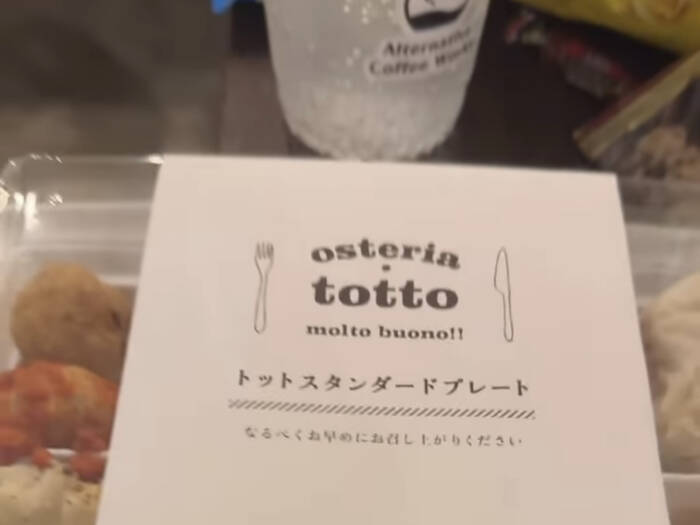 Alternative
Coffee Works
osteria
totto
molto buono!!
トットスタンダードプレート
なるべくお早めにお召し上がりください